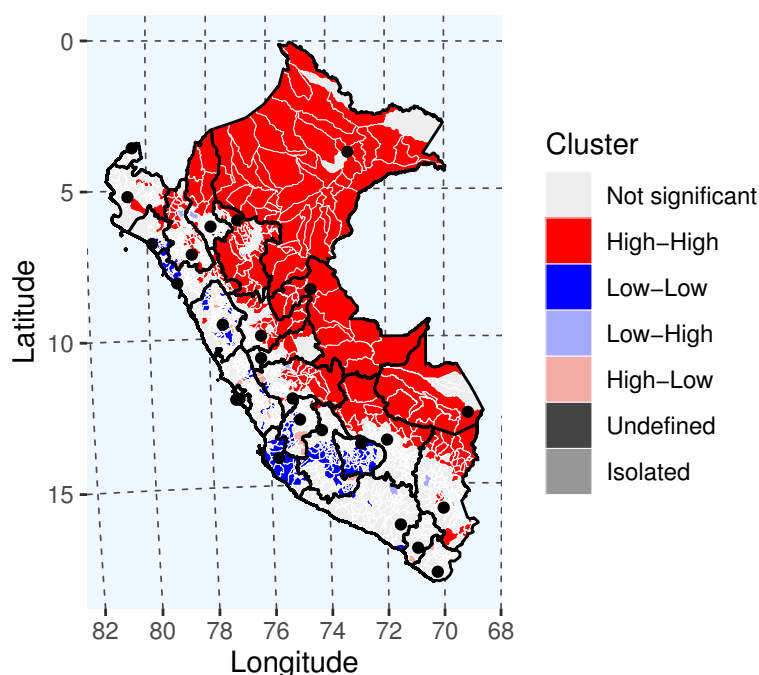 0
5
10
15
Latitude
82 80 78 76 74 72 70 68
Longitude
Cluster
Not significant
High−High
Low−Low
Low−High
High−Low
Undefined
Isolated